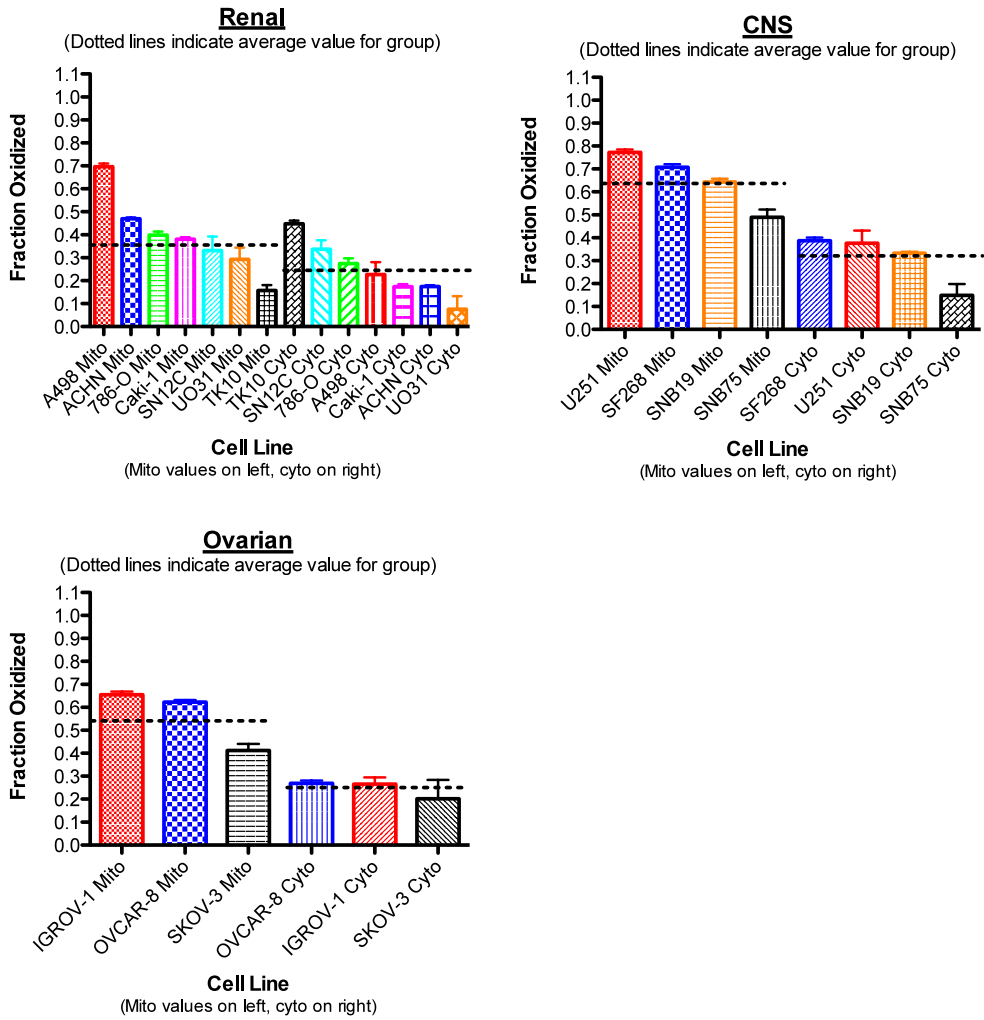 Renal
(Dotted lines indicate average value for group)
Fraction Oxidized
1.1
1.0
0.9
0.8
0.7
0.6
0.5
0.4
0.3
0.2
0.1
0.0
A498 Mito
ACHN Mito
786-O Mito
Caki-1 Mito
SN12C Mito
UO31 Mito
TK10 Mito
TK10 Cyto
SN12C Cyto
786-O Cyto
A498 Cyto
Caki-1 Cyto
ACHN Cyto
UO31 Cyto
Cell Line
(Mito values on left, cyto on right)
CNS
(Dotted lines indicate average value for group)
Fraction Oxidized
1.1
1.0
0.9
0.8
0.7
0.6
0.5
0.4
0.3
0.2
0.1
0.0
U251 Mito
SF268 Mito
SNB19 Mito
SNB75 Mito
SF268 Cyto
U251 Cyto
SNB19 Cyto
SNB75 Cyto
Cell Line
(Mito values on left, cyto on right)
Ovarian
(Dotted lines indicate average value for group)
Fraction Oxidized
1.1
1.0
0.9
0.8
0.7
0.6
0.5
0.4
0.3
0.2
0.1
0.0
IGROV-1 Mito
OVCAR-8 Mito
SKOV-3 Mito
OVCAR-8 Cyto
IGROV-1 Cyto
SKOV-3 Cyto
Cell Line
(Mito values on left, cyto on right)